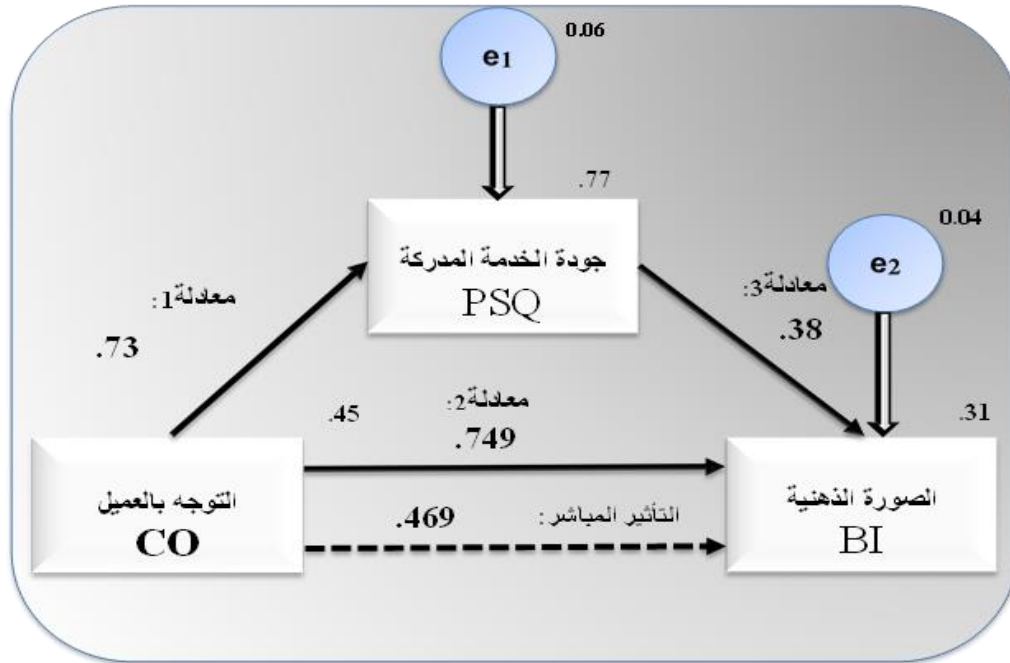 0.06
e1
.77
جودة الخدمة المدركة
PSQ
0.04
e2
معادلة1:
.73
معادلة3:
.38
.45
معادلة2:
.749
.31
التوجه بالعميل
CO
.469
التأثير المباشر:
الصورة الذهنية
BI